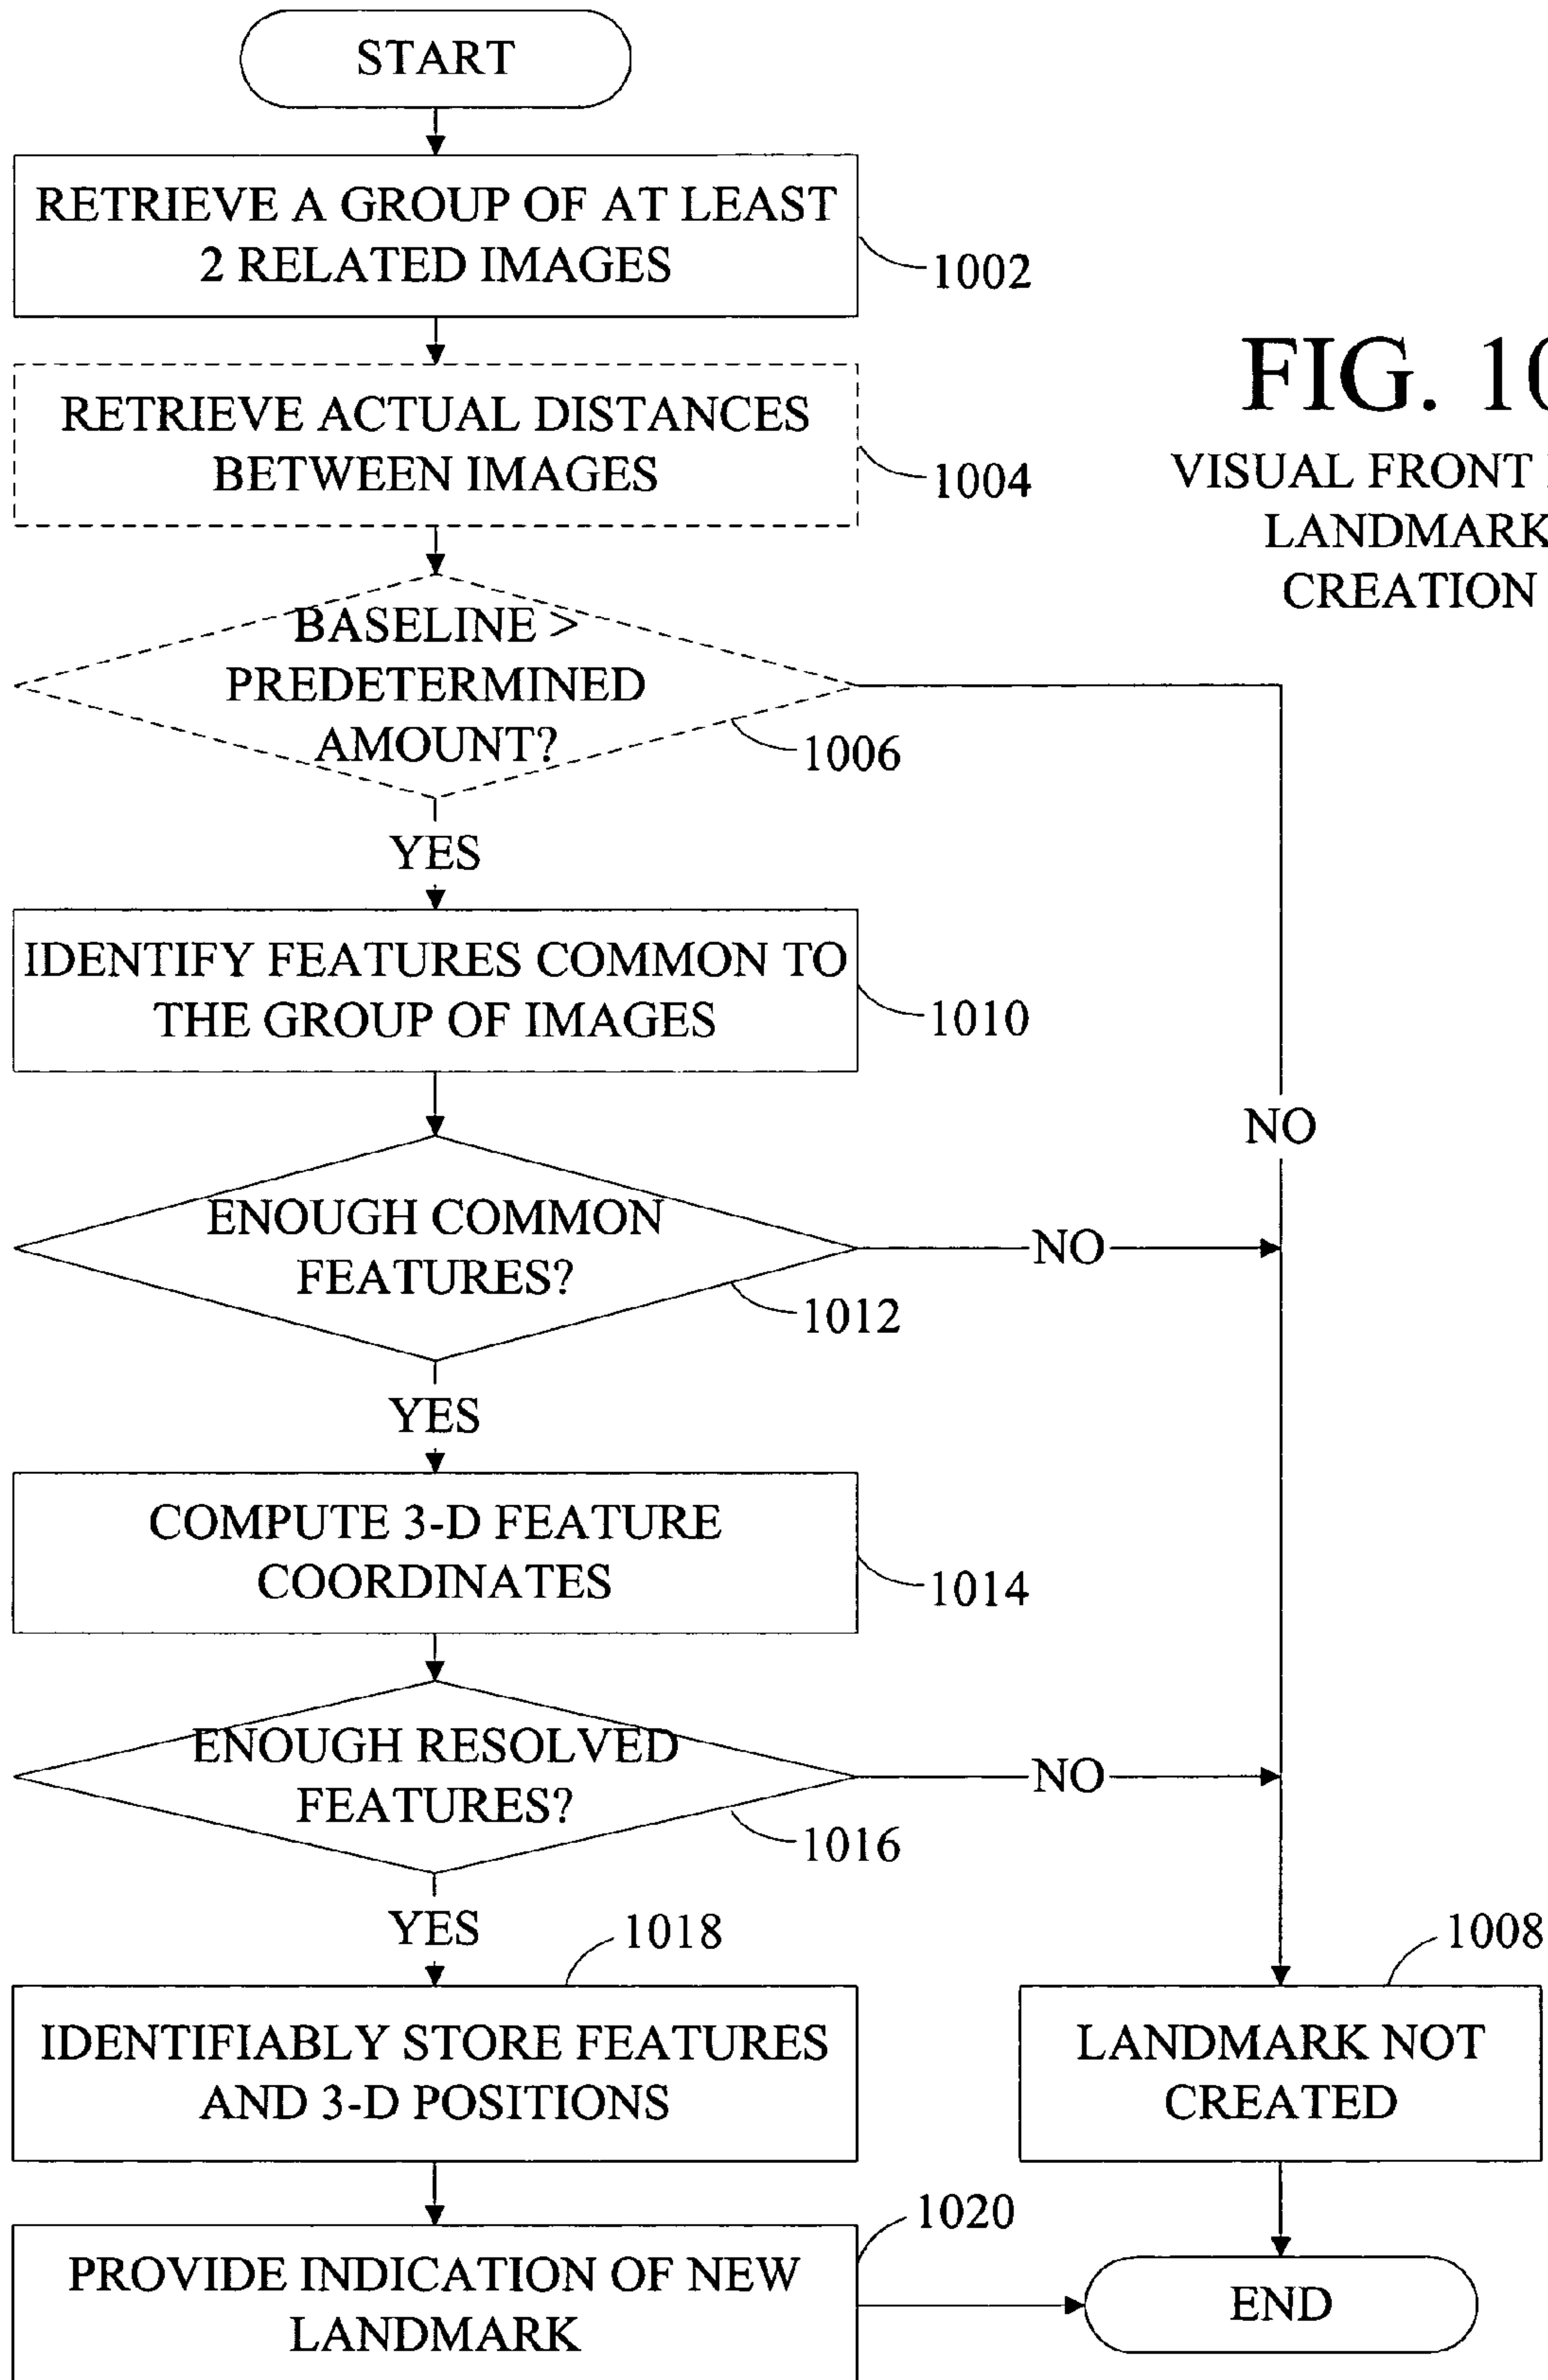 START
RETRIEVE A GROUP OF AT LEAST
2 RELATED IMAGES
1002
RETRIEVE ACTUAL DISTANCES
BETWEEN IMAGES
1004
FIG. 10
VISUAL FRONT
LANDMARK
CREATION
BASELINE >
PREDETERMINED
AMOUNT?
1006
YES
IDENTIFY FEATURES COMMON TO
THE GROUP OF IMAGES
1010
NO
ENOUGH COMMON
FEATURES?
NO
1012
YES
COMPUTE 3-D FEATURE
COORDINATES
1014
ENOUGH RESOLVED
FEATURES?
NO
1016
YES
1018
1008
IDENTIFIABLY STORE FEATURES
AND 3-D POSITIONS
LANDMARK NOT
CREATED
1020
PROVIDE INDICATION OF NEW
LANDMARK
END